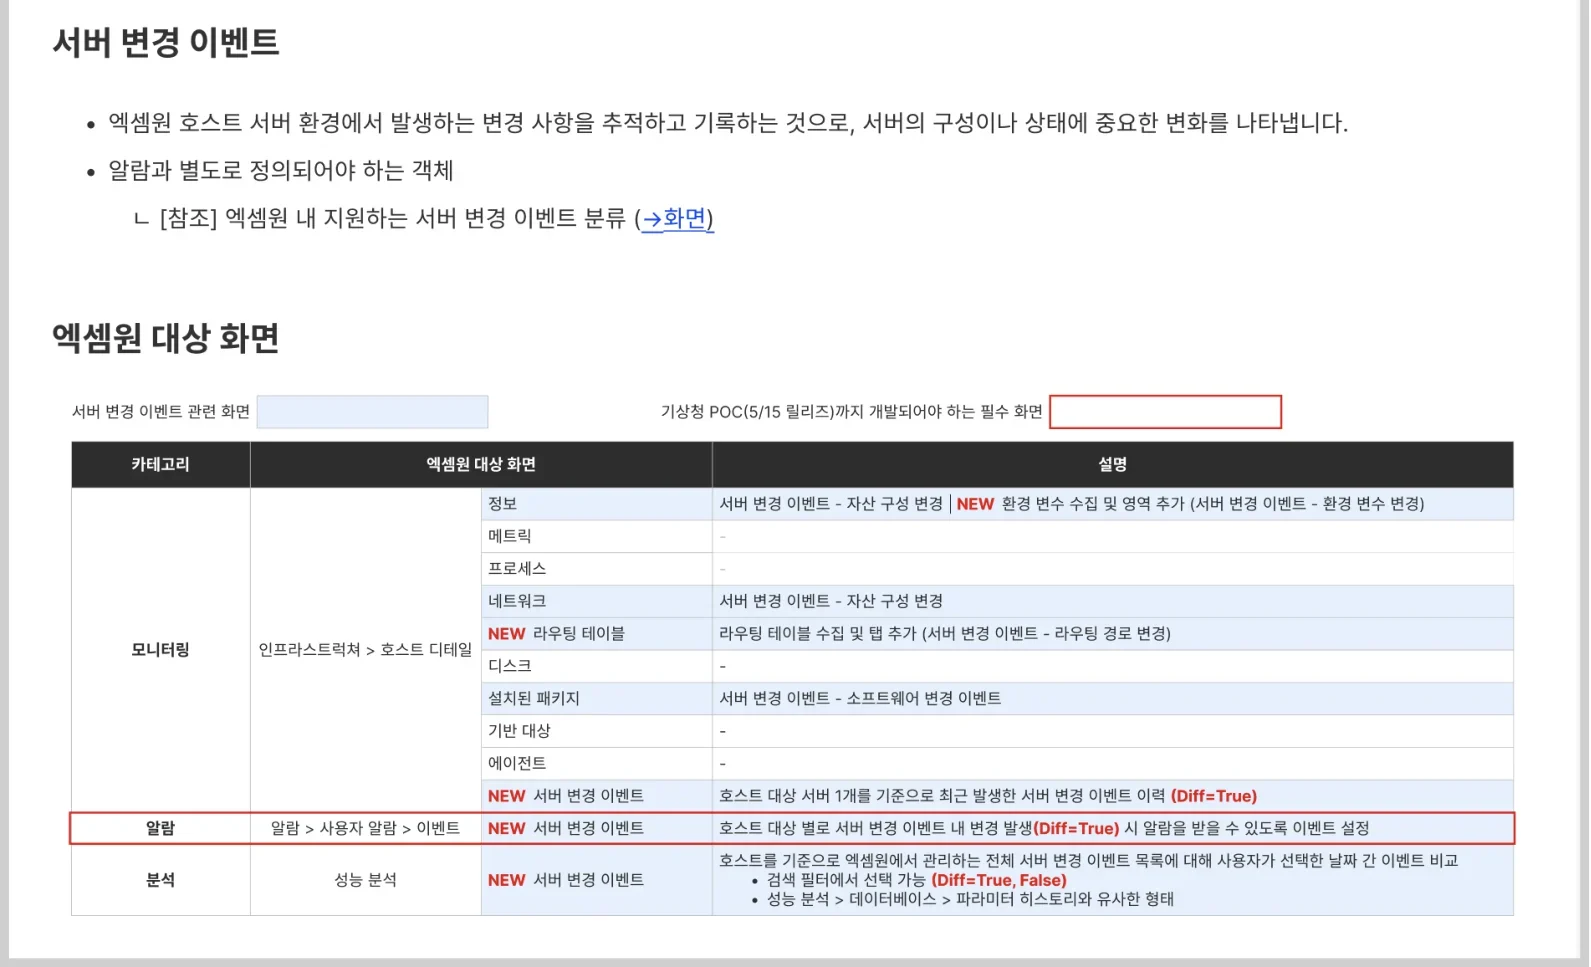 서버 변경 이벤트
• 엑셈원 호스트 서버 환경에서 발생하는 변경 사항을 추적하고 기록하는 것으로, 서버의 구성이나 상태에 중요한 변화를 나타냅니다.
• 알람과 별도로 정의되어야 하는 객체
ㄴ [참조] 엑셈원 내 지원하는 서버 변경 이벤트 분류 (→화면)
엑셈원 대상 화면
서버 변경 이벤트 관련 화면
기상청 POC(5/15 릴리즈)까지 개발되어야 하는 필수 화면
카테고리 엑셈원 대상 화면 설명
정보 서버 변경 이벤트 - 자산 구성 변경 | NEW 환경 변수 수집 및 영역 추가 (서버 변경 이벤트 - 환경 변수 변경)
메트릭 -
프로세스 -
네트워크 서버 변경 이벤트 - 자산 구성 변경
NEW 라우팅 테이블 라우팅 테이블 수집 및 탭 추가 (서버 변경 이벤트 - 라우팅 경로 변경)
모니터링 인프라스트럭쳐 > 호스트 디테일
디스크 -
설치된 패키지 서버 변경 이벤트 - 소프트웨어 변경 이벤트
기반 대상 -
에이전트 -
NEW 서버 변경 이벤트 호스트 대상 서버 1개를 기준으로 최근 발생한 서버 변경 이벤트 이력 (Diff=True)
알람 알람 > 사용자 알람 > 이벤트 NEW 서버 변경 이벤트 호스트 대상 별로 서버 변경 이벤트 내 변경 발생(Diff=True) 시 알람을 받을 수 있도록 이벤트 설정
분석 성능 분석 NEW 서버 변경 이벤트 호스트를 기준으로 엑셈원에서 관리하는 전체 서버 변경 이벤트 목록에 대해 사용자가 선택한 날짜 간 이벤트 비교
• 검색 필터에서 선택 가능 (Diff=True, False)
• 성능 분석 > 데이터베이스 > 파라미터 히스토리와 유사한 형태